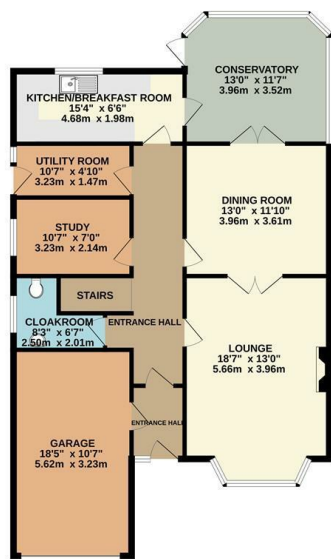 CONSERVATORY
13'0" x 11'7"
3.96m x 3.52m
KITCHEN/BREAKFAST ROOM
15'4" x 6'6"
4.68m x 1.98m
UTILITY ROOM
10'7" x 4'10"
3.23m x 1.47m
DINING ROOM
13'0" x 11'10"
3.96m x 3.61m
STUDY
10'7" x 7'0"
3.23m x 2.14m
STAIRS
CLOAKROOM
8'3" x 6'7"
2.50m x 2.01m
ENTRANCE HALL
LOUNGE
18'7" x 13'0"
5.66m x 3.96m
ENTRANCE HALL
GARAGE
18'5" x 10'7"
5.62m x 3.23m